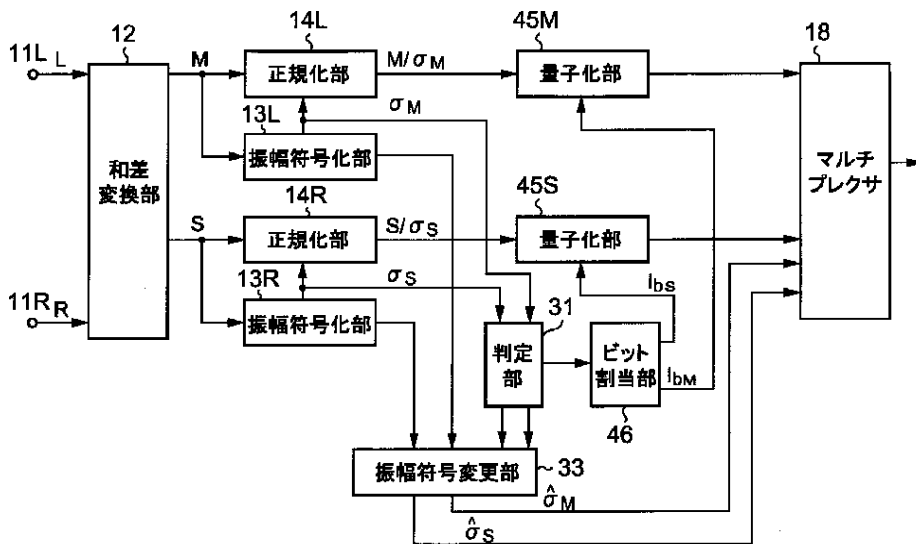 14L
45M
18
12
11L L
M
正規化部
M/σM
量子化部
σM
13L
振幅符号化部
和差
変換部
マルチ
プレクサ
14R
45S
S
正規化部
S/σS
量子化部
σS
13R
IbS
11R R
振幅符号化部
31
判定
部
ビット
割当部
IbM
46
振幅符号変更部
33
σ̂M
σ̂S